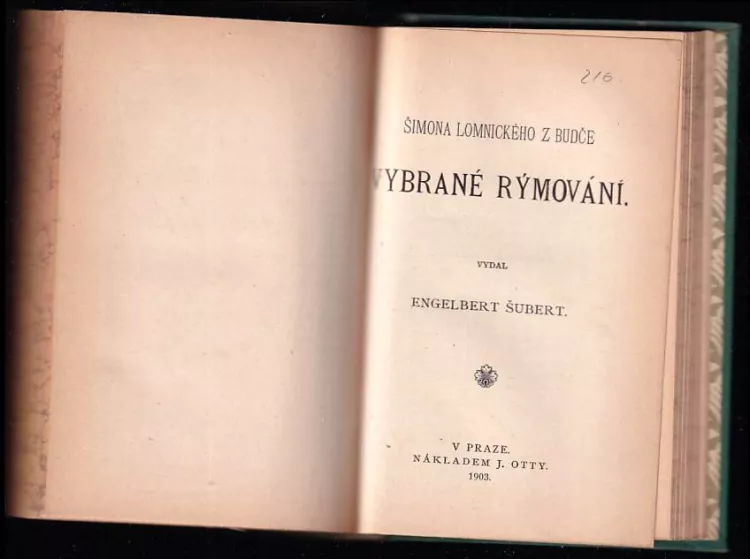 216
ŠIMONA LOMNICKÉHO Z BUDČE
VYBRANÉ RÝMOVÁNÍ.
VYDAL
ENGELBERT ŠUBERT.
V PRAZE.
NÁKLADEM J. OTTY.
1903.